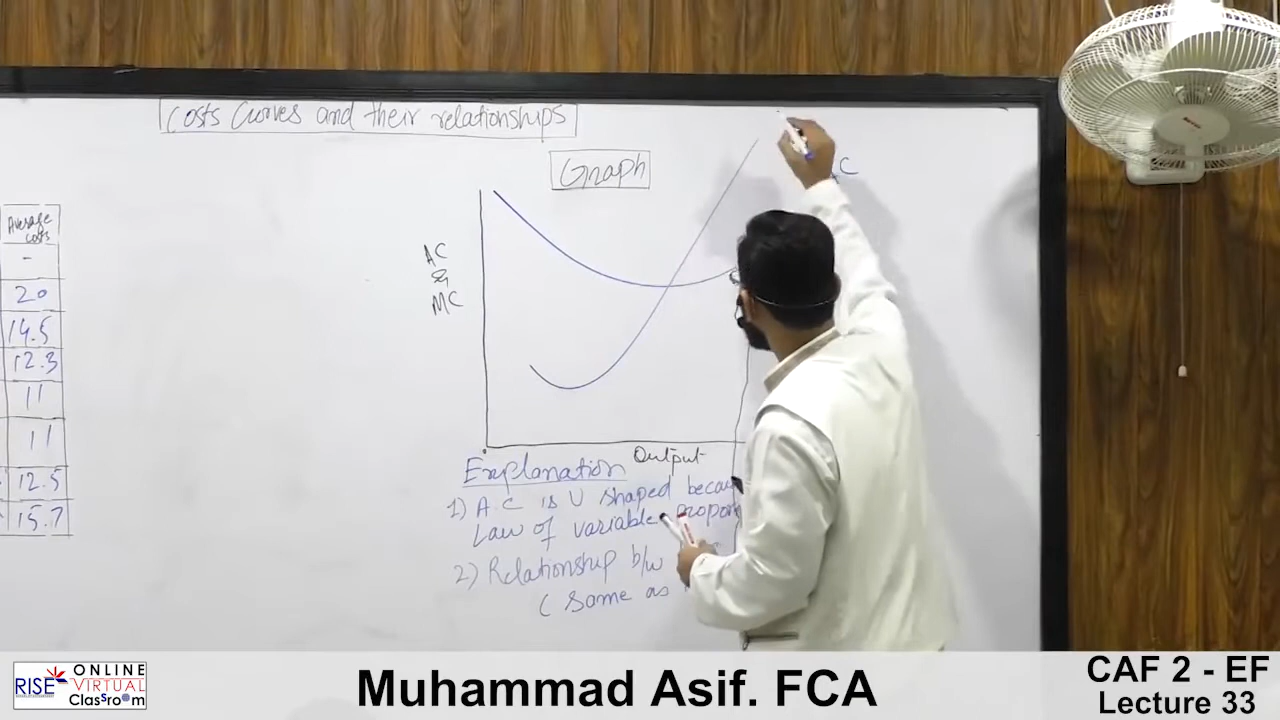 Costs Curves and their relationships
Graph
Average
costs
-
20
14.5
12.3
11
11
12.5
15.7
AC
&
MC
C
Output
Explanation
1) A.C is U shaped
Law of variable
2) Relationship b/w
( Same as
RISE
ONLINE
VIRTUAL
Classroom
Muhammad Asif. FCA
CAF 2 - EF
Lecture 33